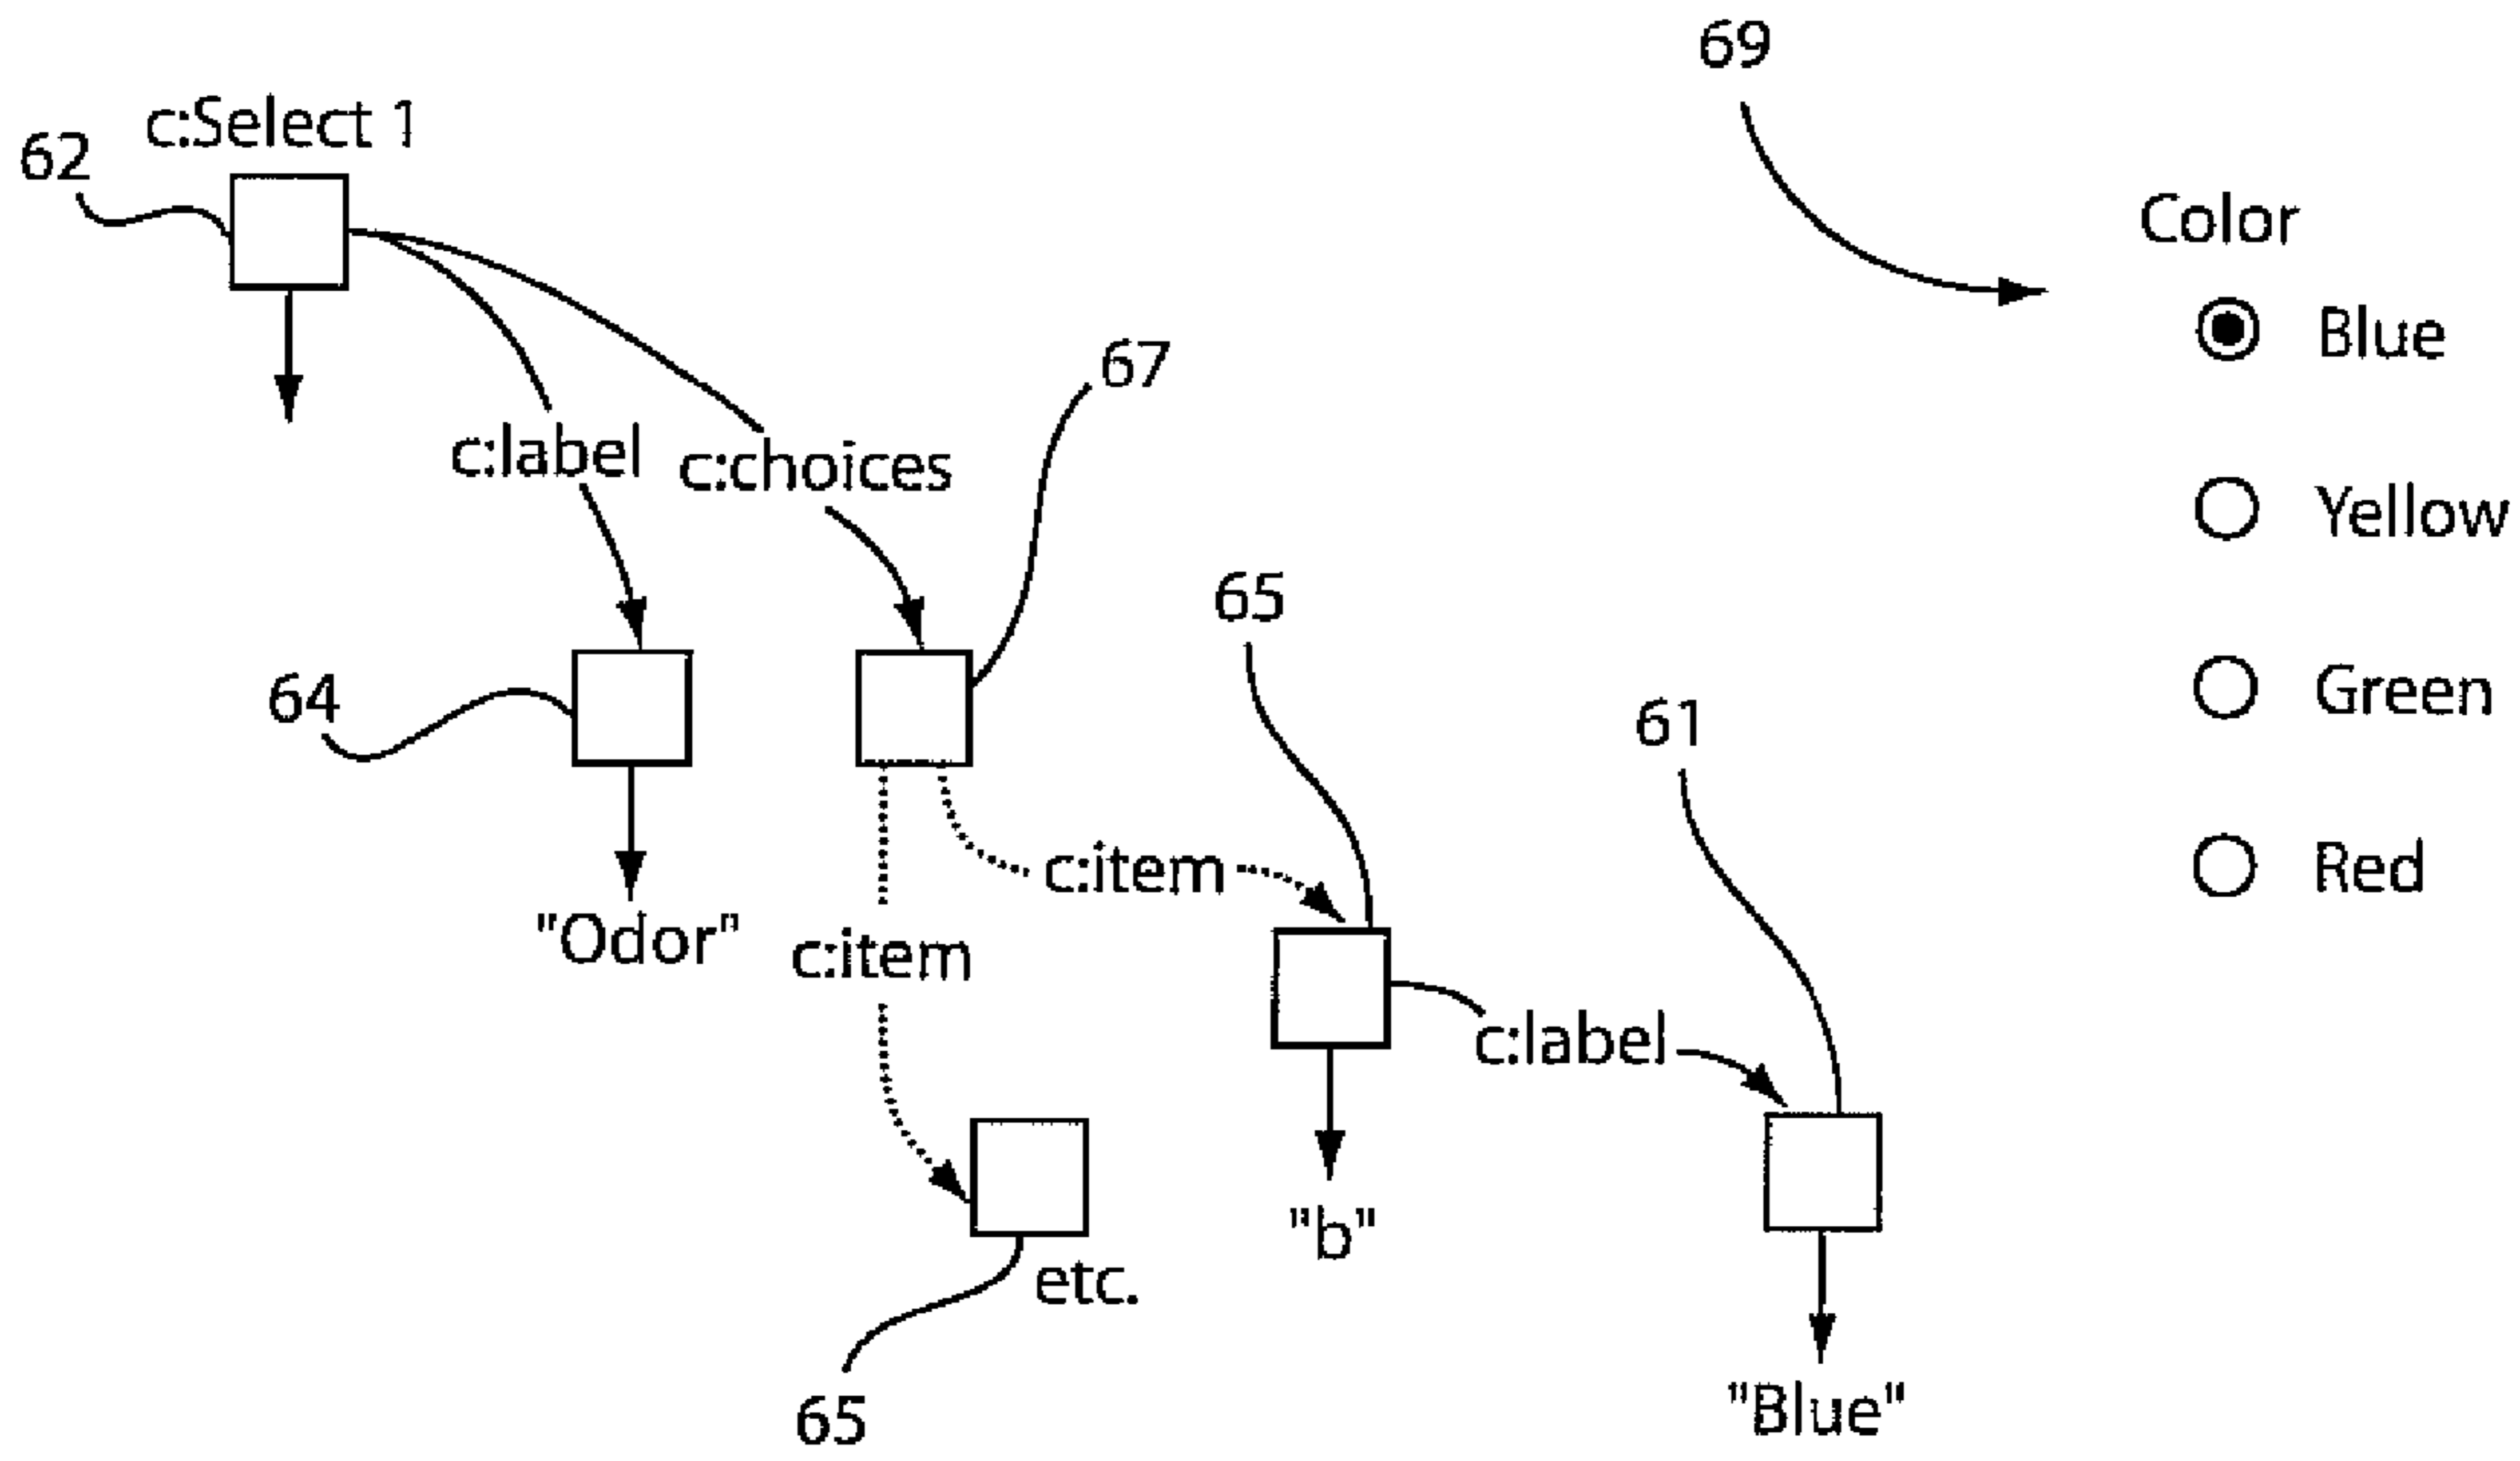 69
c:Select 1
62
Color
Blue
67
c:label
c:choices
Yellow
65
64
61
Green
c:item
Red
"Odor"
c:item
c:label
"b"
etc.
"Blue"
65